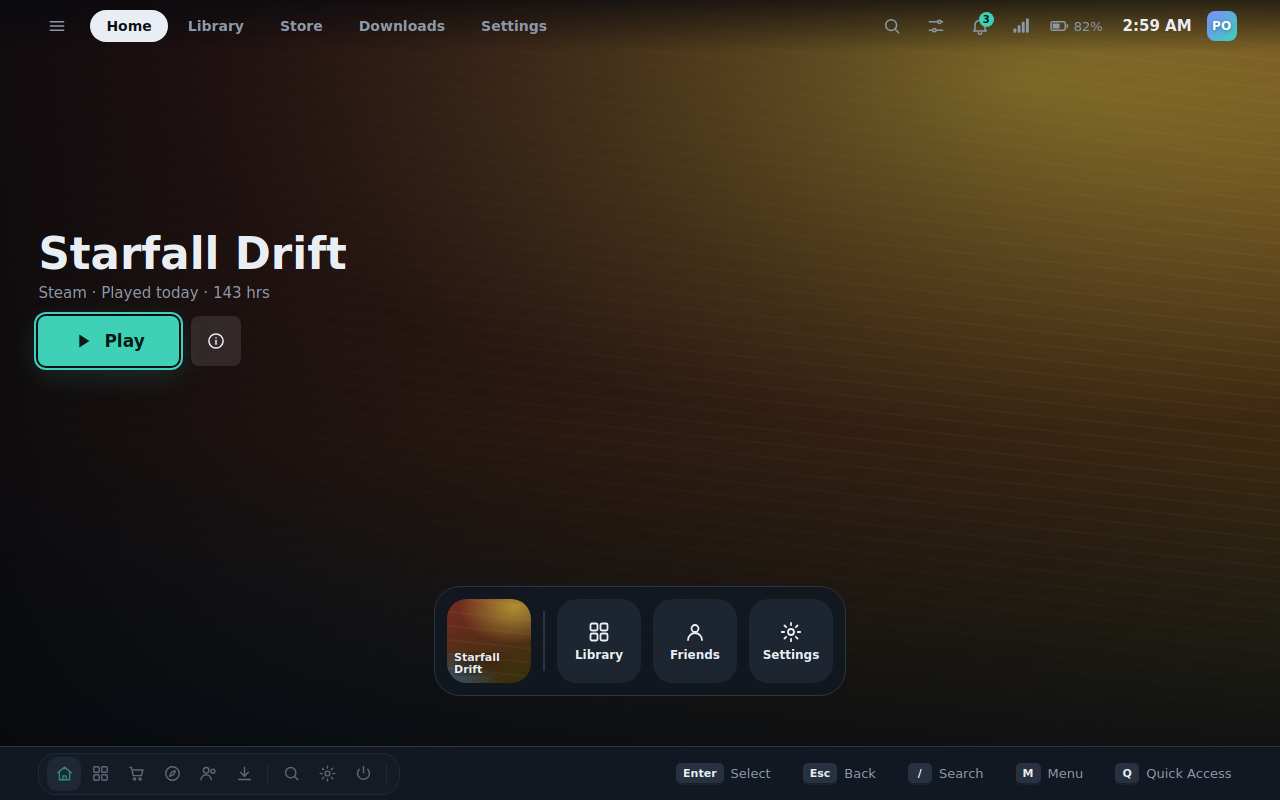 Home Library Store Downloads Settings 3 82% 2:59 AM PO
Starfall Drift
Steam · Played today · 143 hrs
Play
Starfall
Drift
Library Friends Settings
Enter Select Esc Back / Search M Menu Q Quick Access